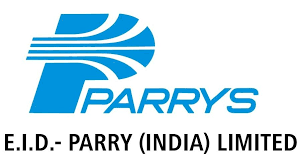 PARRYS
E.I.D.- PARRY (INDIA) LIMITED